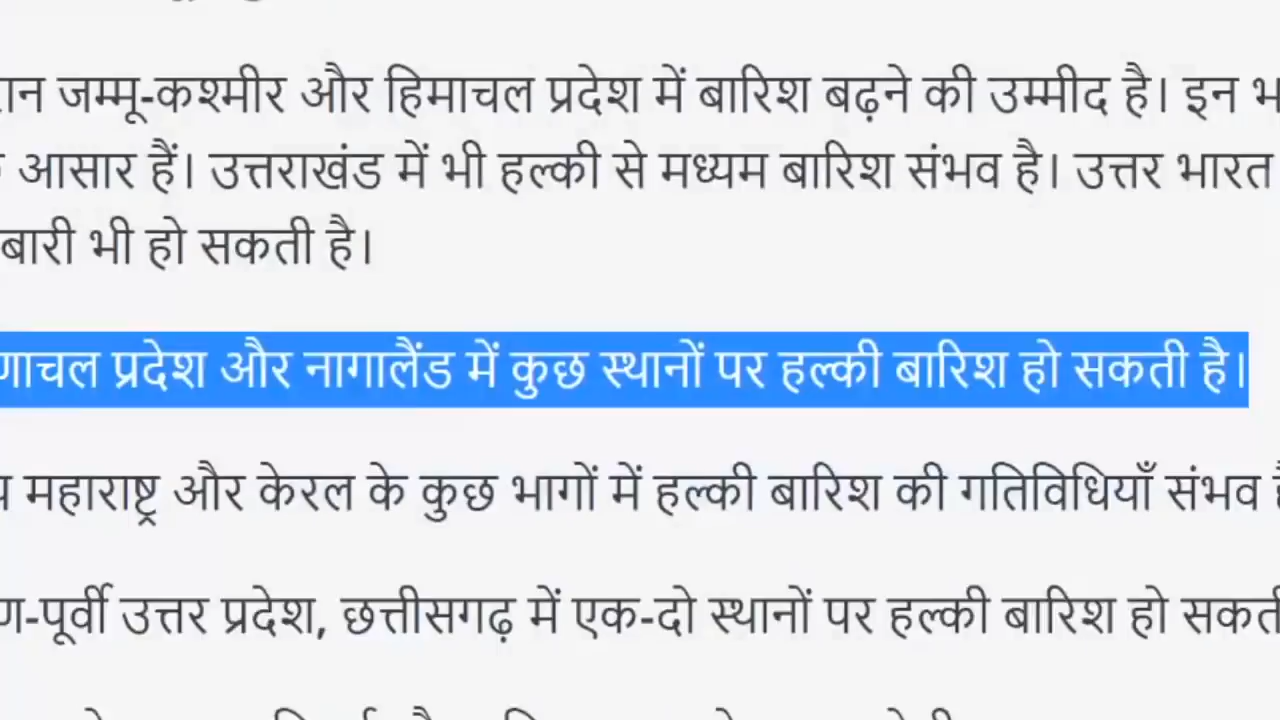 जम्मू-कश्मीर और हिमाचल प्रदेश में बारिश बढ़ने की उम्मीद है। इन
आसार हैं। उत्तराखंड में भी हल्की से मध्यम बारिश संभव है। उत्तर भारत
बारी भी हो सकती है।
णाचल प्रदेश और नागालैंड में कुछ स्थानों पर हल्की बारिश हो सकती है।
महाराष्ट्र और केरल के कुछ भागों में हल्की बारिश की गतिविधियाँ संभव
ण-पूर्वी उत्तर प्रदेश, छत्तीसगढ़ में एक-दो स्थानों पर हल्की बारिश हो सकती